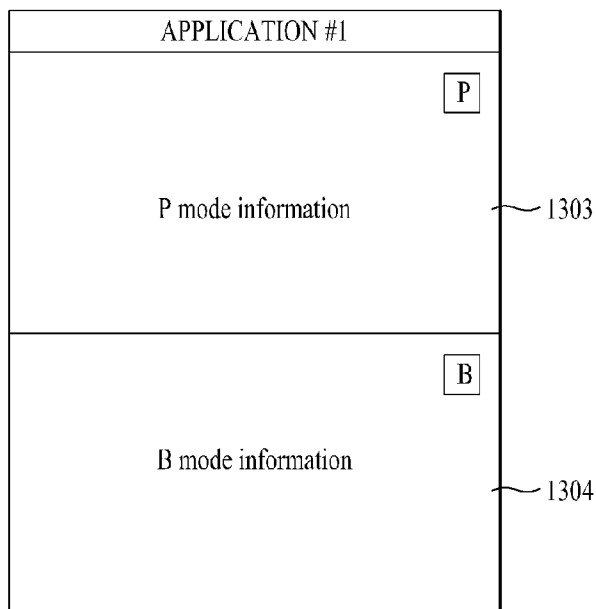 APPLICATION #1
P
P mode information
1303
B
B mode information
1304